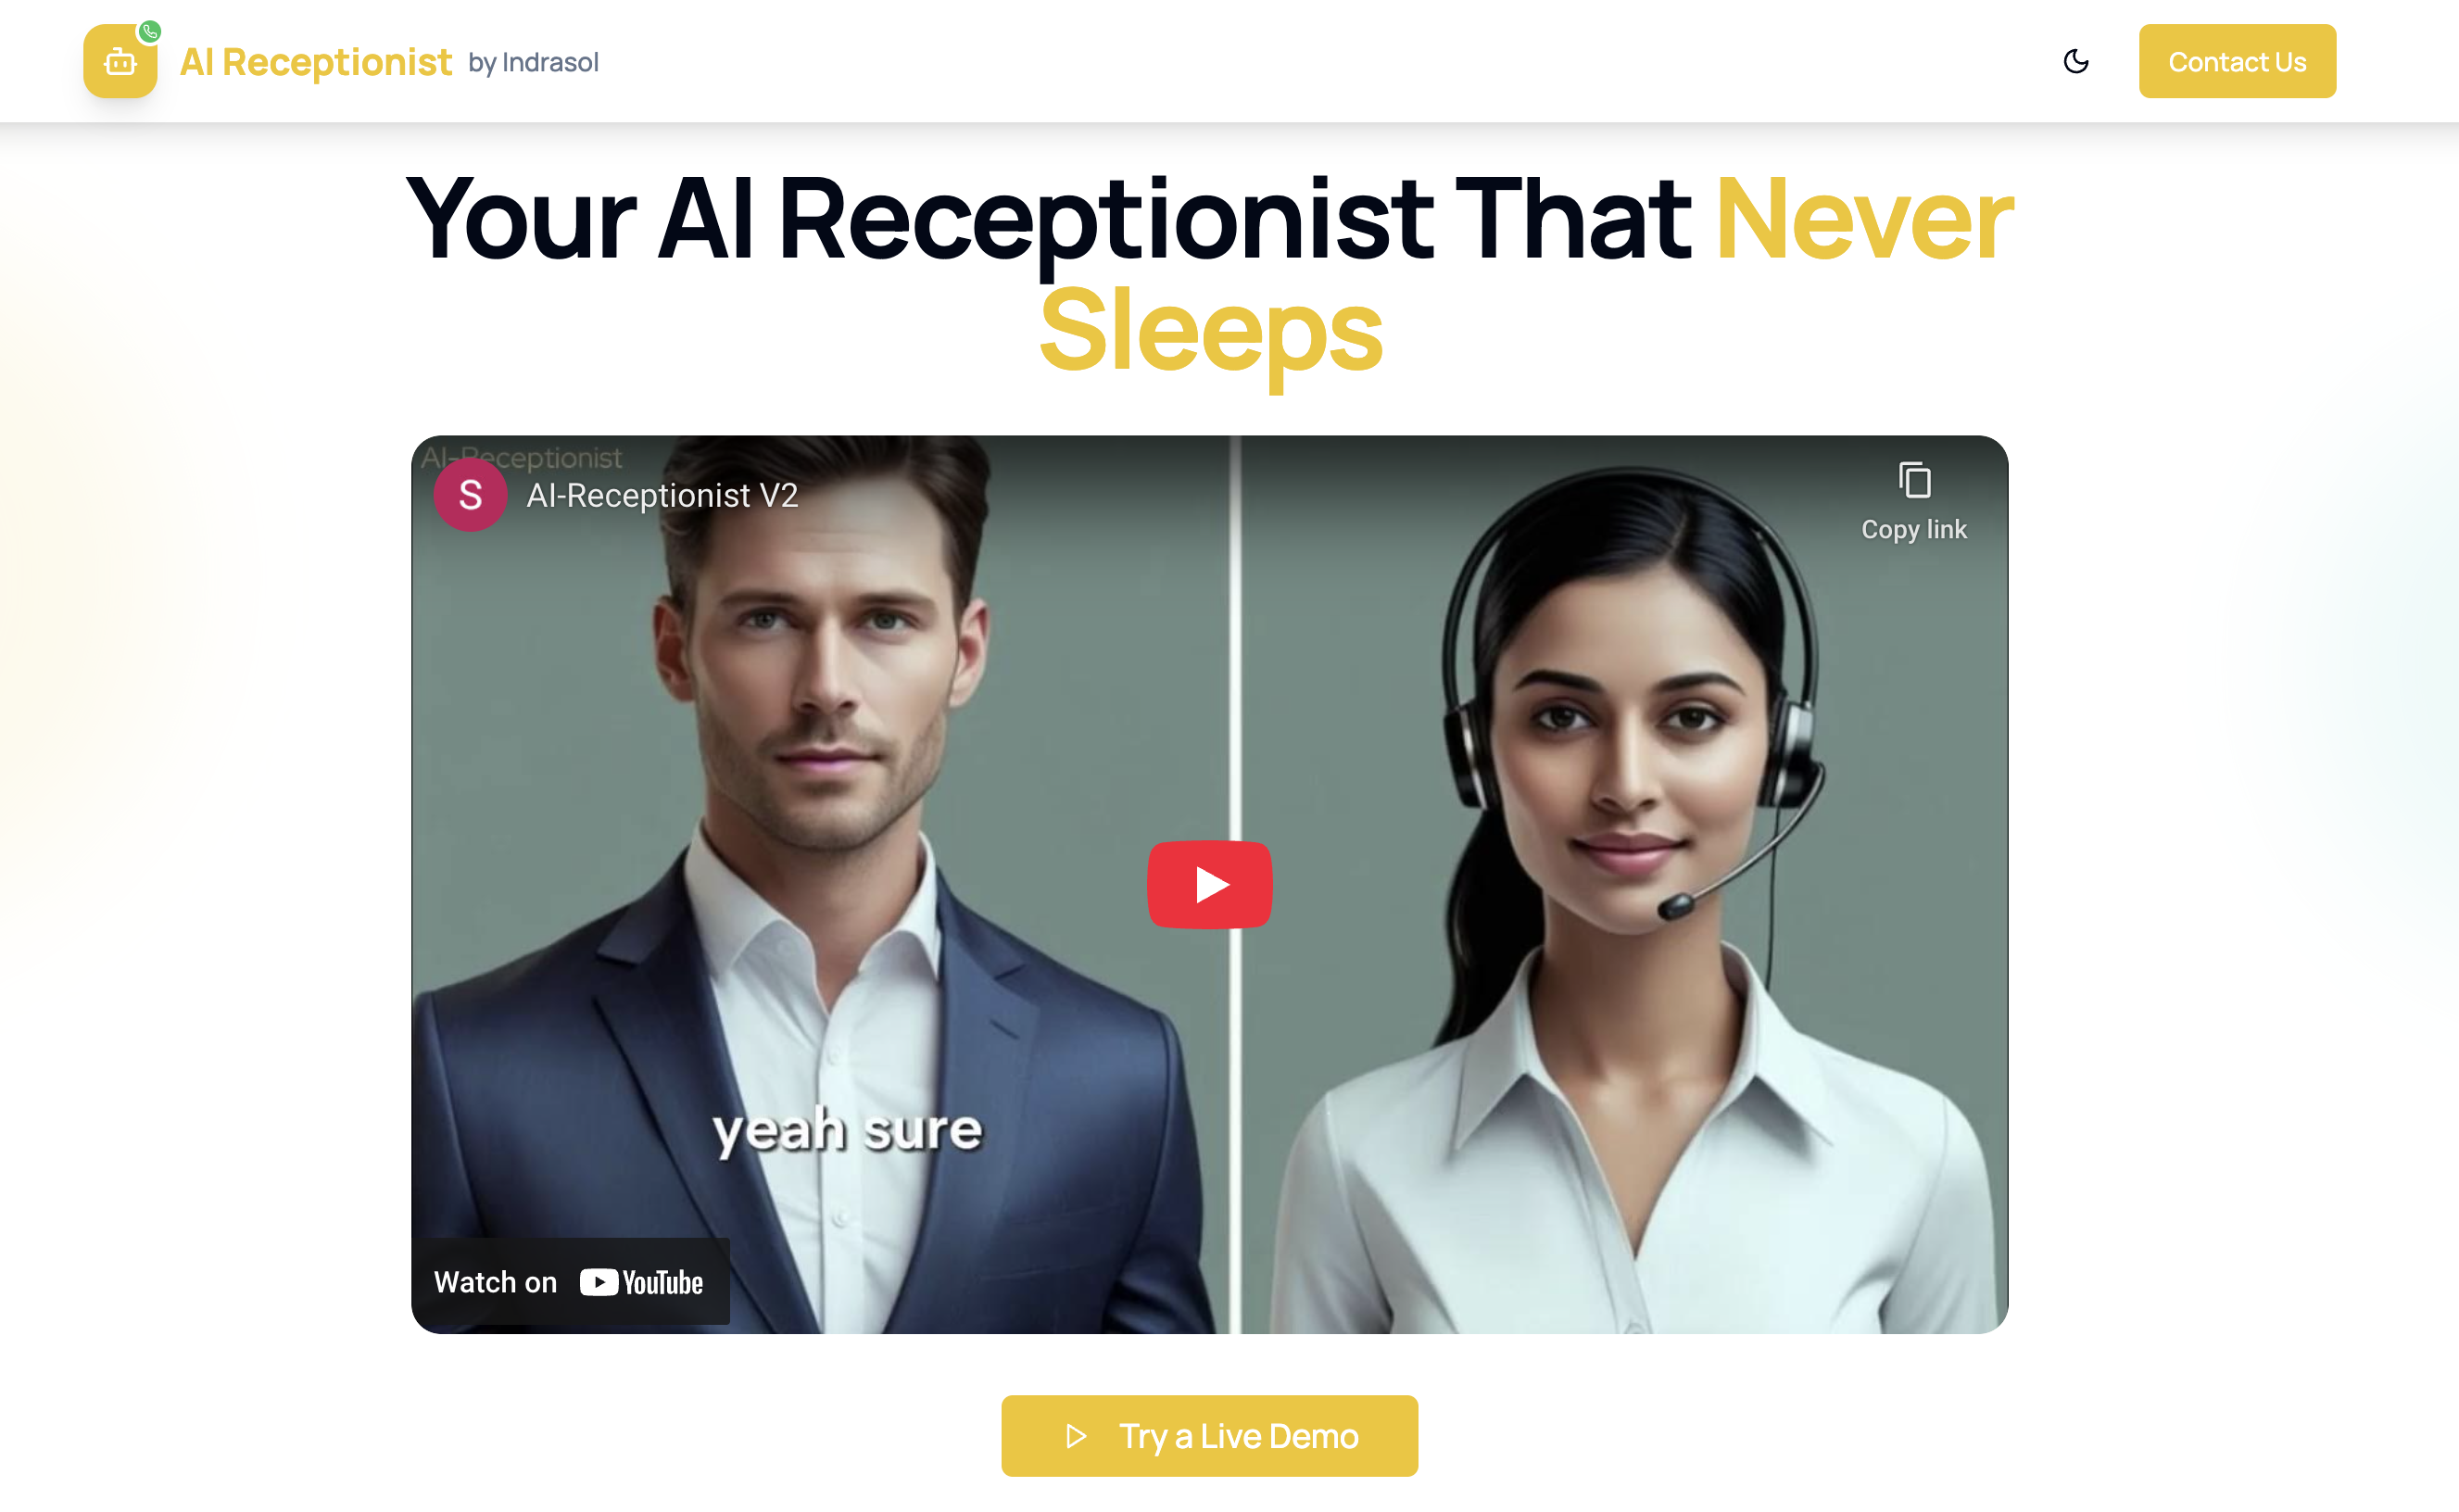 AI Receptionist by Indrasol
Contact Us
Your AI Receptionist That Never
Sleeps
AI-Receptionist
S
AI-Receptionist V2
Copy link
yeah sure
Watch on YouTube
Try a Live Demo